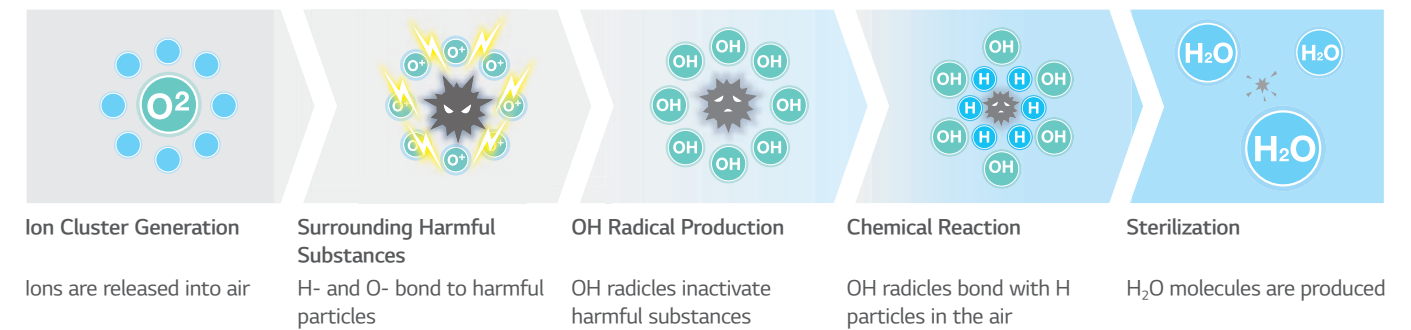 O²
O⁺
O⁺
O⁺
O⁺
O⁺
O⁺
O⁺
O⁺
OH
OH
OH
OH
OH
OH
OH
OH
OH
OH
H
H
OH
H
H
OH
H
H
OH
OH
H₂O
H₂O
H₂O
Ion Cluster Generation
Ions are released into air
Surrounding Harmful
Substances
H- and O- bond to harmful
particles
OH Radical Production
OH radicles inactivate
harmful substances
Chemical Reaction
OH radicles bond with H
particles in the air
Sterilization
H₂O molecules are produced